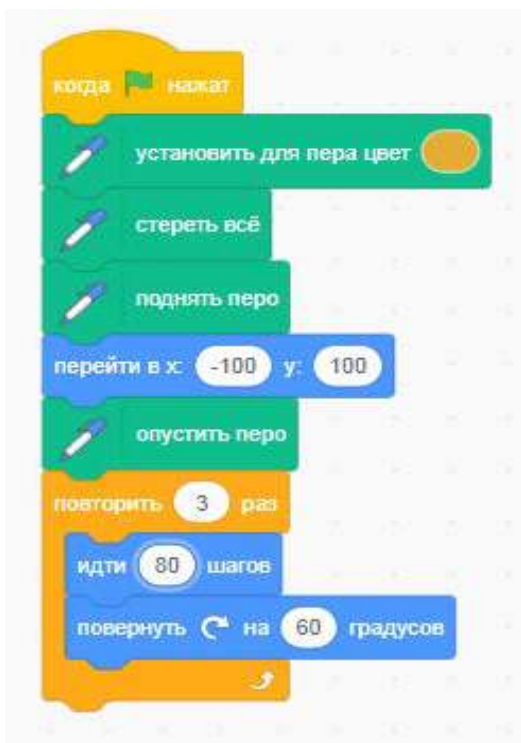 когда нажат
установить для пера цвет
стереть всё
поднять перо
перейти в x: -100 y: 100
опустить перо
повторить 3 раз
идти 80 шагов
повернуть на 60 градусов